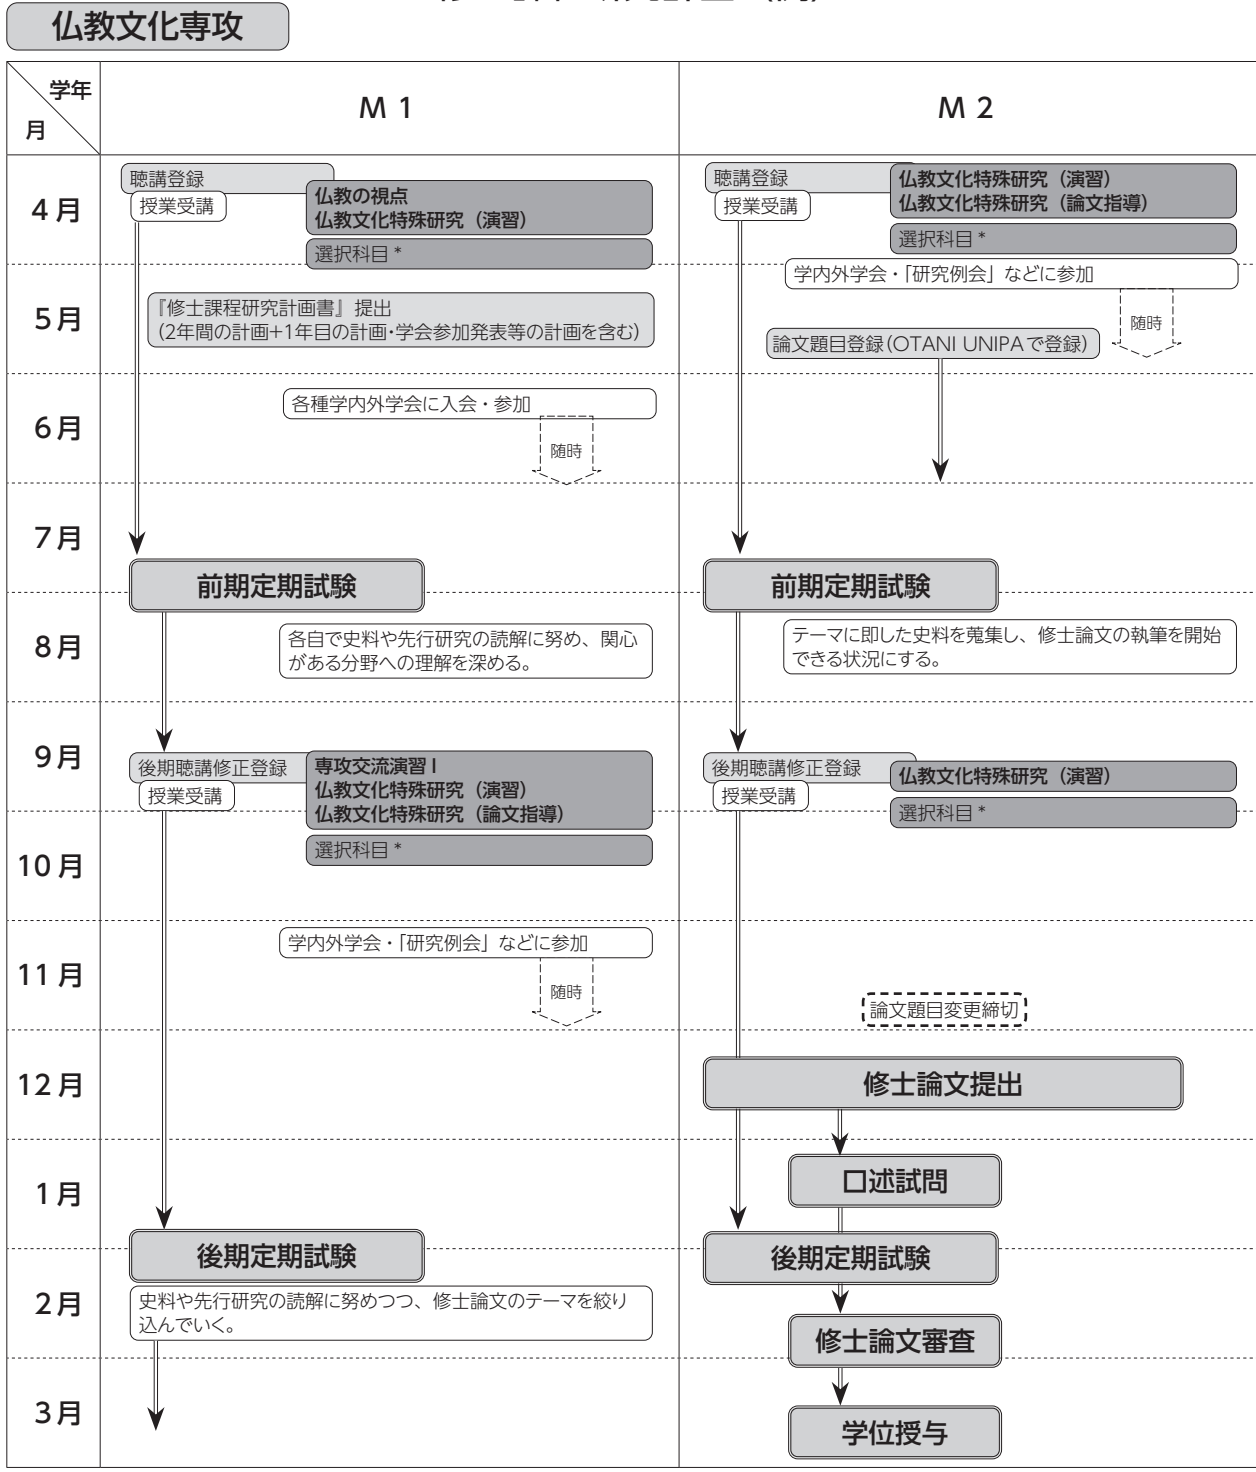 仏教文化専攻
学年
月
M 1
M 2
4月
聴講登録
授業受講
仏教の視点
仏教文化特殊研究（演習）
選択科目*
聴講登録
授業受講
仏教文化特殊研究（演習）
仏教文化特殊研究（論文指導）
選択科目*
学内外学会・「研究例会」などに参加
随時
5月
『修士課程研究計画書』提出
（2年間の計画+1年目の計画・学会参加発表等の計画を含む）
論文題目登録（OTANI UNIPAで登録）
6月
各種学内外学会に入会・参加
随時
7月
前期定期試験
前期定期試験
8月
各自で史料や先行研究の読解に努め、関心
がある分野への理解を深める。
テーマに即した史料を蒐集し、修士論文の執筆を開始
できる状況にする。
9月
後期聴講修正登録
授業受講
専攻交流演習Ⅰ
仏教文化特殊研究（演習）
仏教文化特殊研究（論文指導）
選択科目*
後期聴講修正登録
授業受講
仏教文化特殊研究（演習）
選択科目*
10月
11月
学内外学会・「研究例会」などに参加
随時
論文題目変更締切
12月
修士論文提出
1月
口述試問
後期定期試験
後期定期試験
2月
史料や先行研究の読解に努めつつ、修士論文のテーマを絞り
込んでいく。
修士論文審査
3月
学位授与